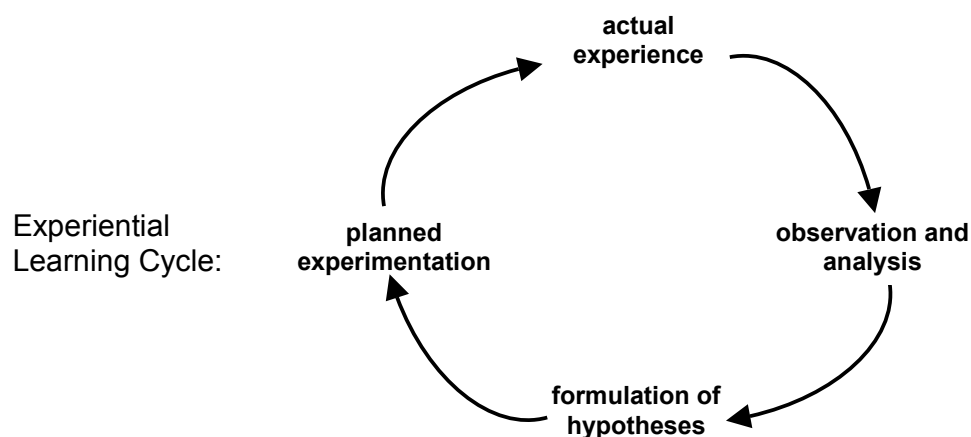 actual
experience
Experiential
Learning Cycle:
planned
experimentation
observation and
analysis
formulation of
hypotheses